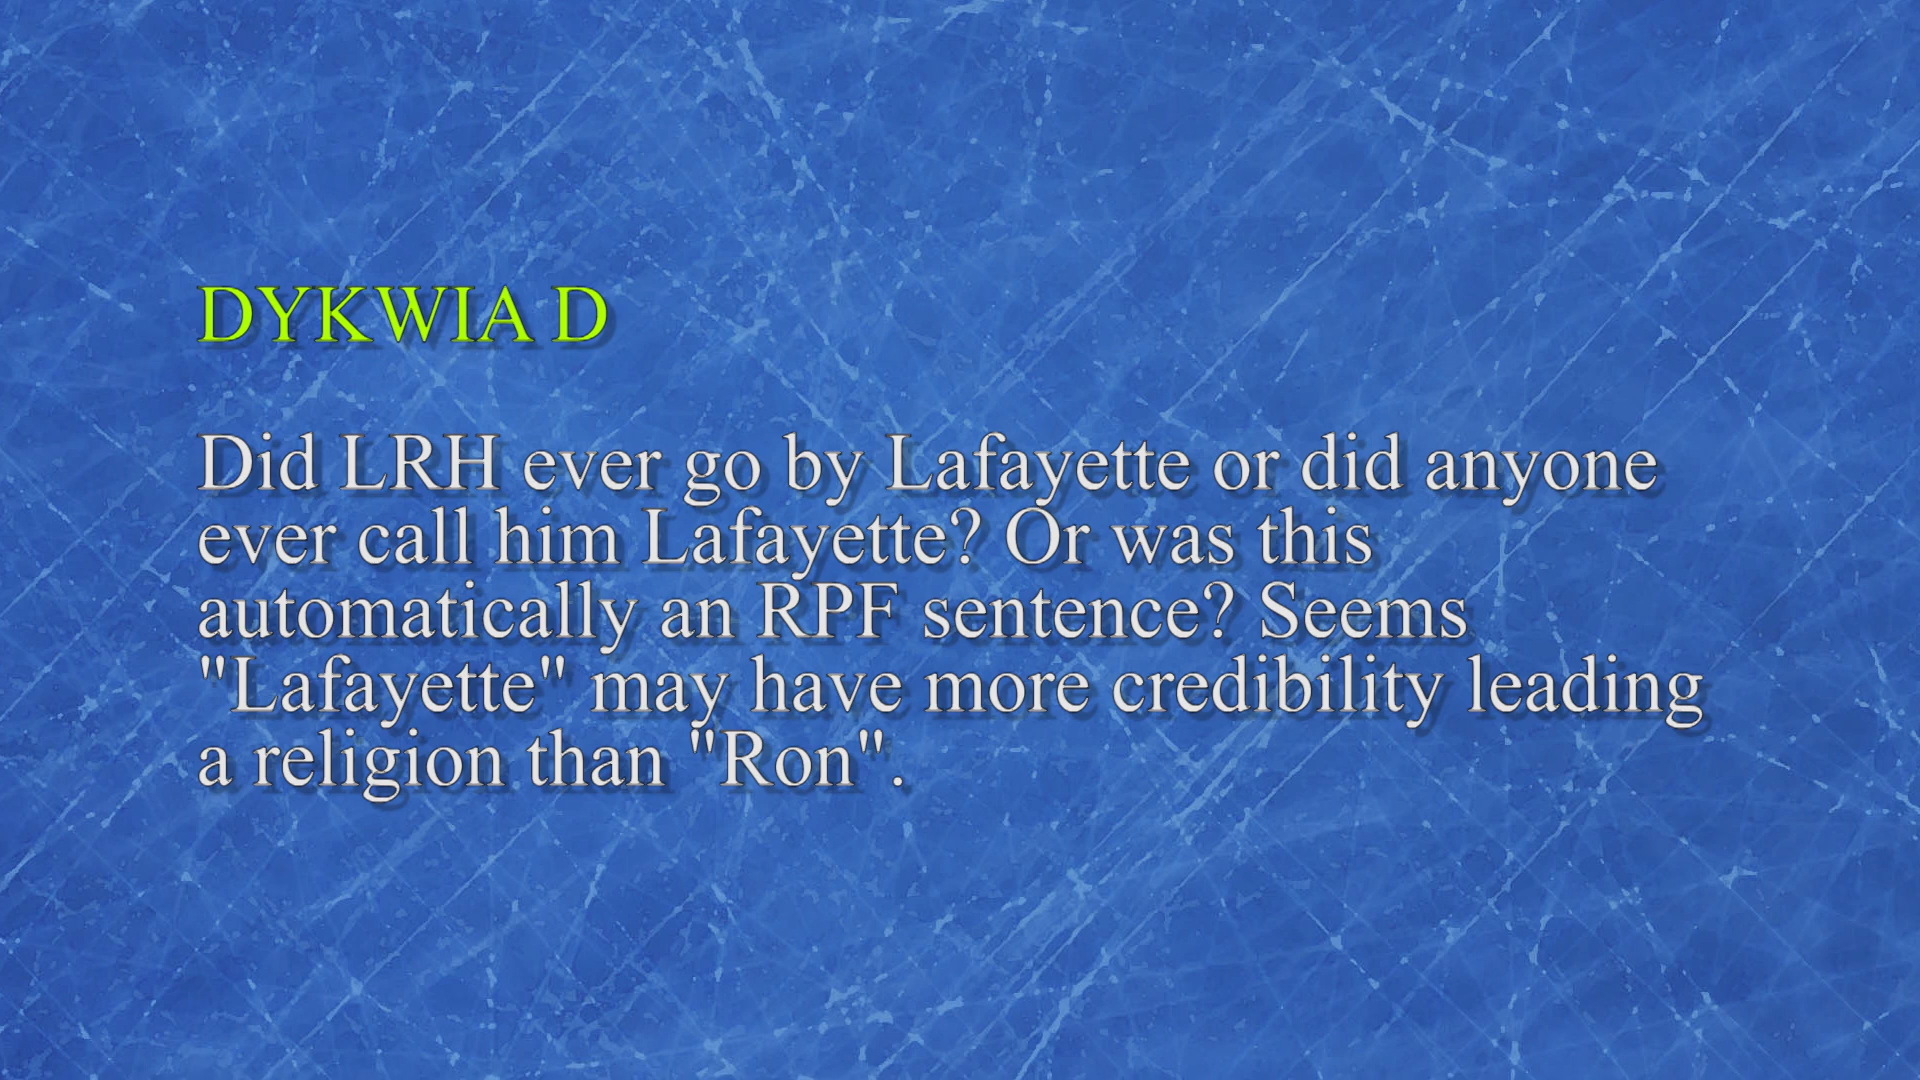 DYKWIA D
Did LRH ever go by Lafayette or did anyone
ever call him Lafayette? Or was this
automatically an RPF sentence? Seems
"Lafayette" may have more credibility leading
a religion than "Ron".